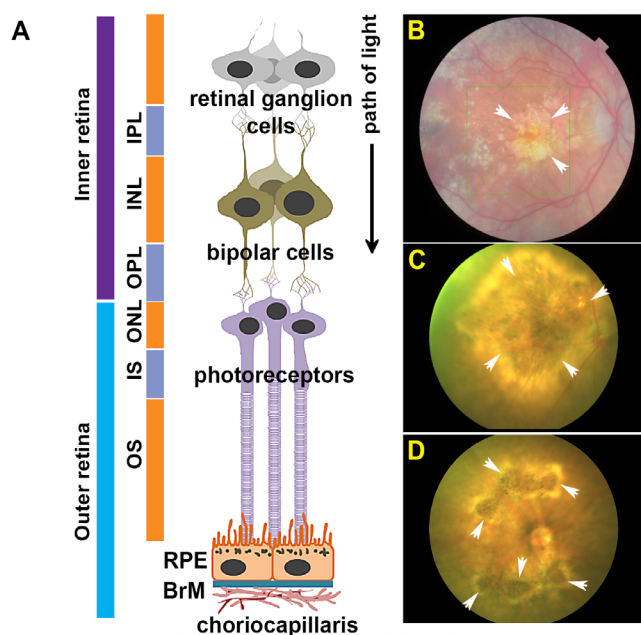 A
Inner retina
Outer retina
IPL
INL
OPL
ONL
IS
OS
retinal ganglion
cells
bipolar cells
photoreceptors
RPE
BrM
choriocapillaris
path of light
B
C
D